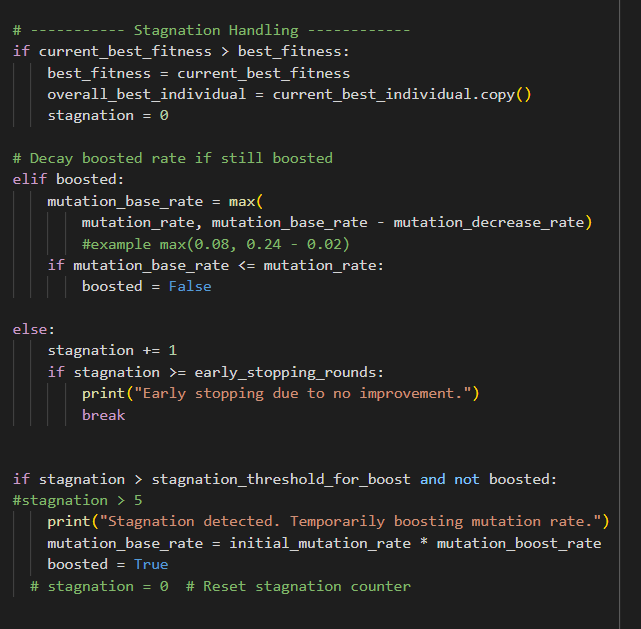 # ----------- Stagnation Handling ------------
if current_best_fitness > best_fitness:
    best_fitness = current_best_fitness
    overall_best_individual = current_best_individual.copy()
    stagnation = 0

# Decay boosted rate if still boosted
elif boosted:
    mutation_base_rate = max(
        mutation_rate, mutation_base_rate - mutation_decrease_rate)
        #example max(0.08, 0.24 - 0.02)
    if mutation_base_rate <= mutation_rate:
        boosted = False

else:
    stagnation += 1
    if stagnation >= early_stopping_rounds:
        print("Early stopping due to no improvement.")
        break


if stagnation > stagnation_threshold_for_boost and not boosted:
#stagnation > 5
    print("Stagnation detected. Temporarily boosting mutation rate.")
    mutation_base_rate = initial_mutation_rate * mutation_boost_rate
    boosted = True
  # stagnation = 0  # Reset stagnation counter